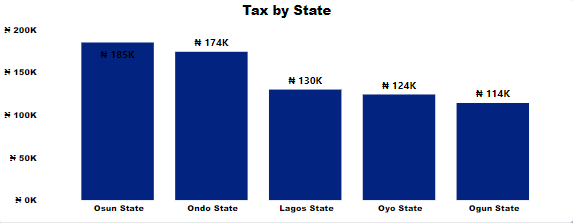 Tax by State
₦ 200K
₦ 150K
₦ 100K
₦ 50K
₦ 0K
₦ 185K
₦ 174K
₦ 130K
₦ 124K
₦ 114K
Osun State
Ondo State
Lagos State
Oyo State
Ogun State